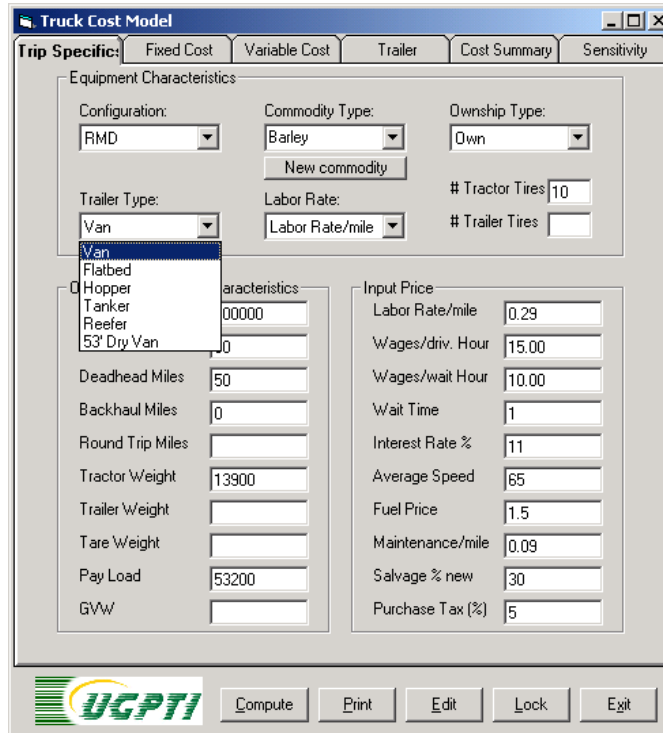 Truck Cost Model
Trip Specific Fixed Cost Variable Cost Trailer Cost Summary Sensitivity
Equipment Characteristics
Configuration: Commodity Type: Ownship Type:
RMD Barley Own
New commodity
Trailer Type: Labor Rate: # Tractor Tires 10
Van Labor Rate/mile # Trailer Tires
Van
Flatbed
Hopper
Tanker
Reefer
53' Dry Van
aracteristics Input Price
00000 Labor Rate/mile 0.29
Wages/driv. Hour 15.00
Deadhead Miles 50 Wages/wait Hour 10.00
Backhaul Miles 0 Wait Time 1
Round Trip Miles Interest Rate % 11
Tractor Weight 13900 Average Speed 65
Trailer Weight Fuel Price 1.5
Tare Weight Maintenance/mile 0.09
Pay Load 53200 Salvage % new 30
GVW Purchase Tax (%) 5
UGPTI Compute Print Edit Lock Exit